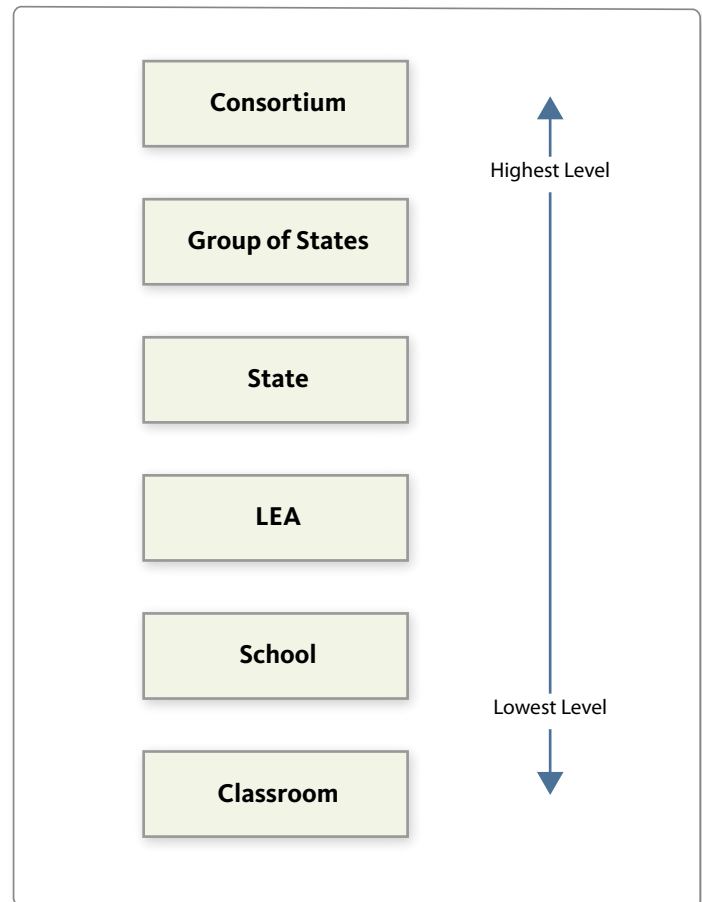 Consortium
Highest Level
Group of States
State
LEA
School
Lowest Level
Classroom